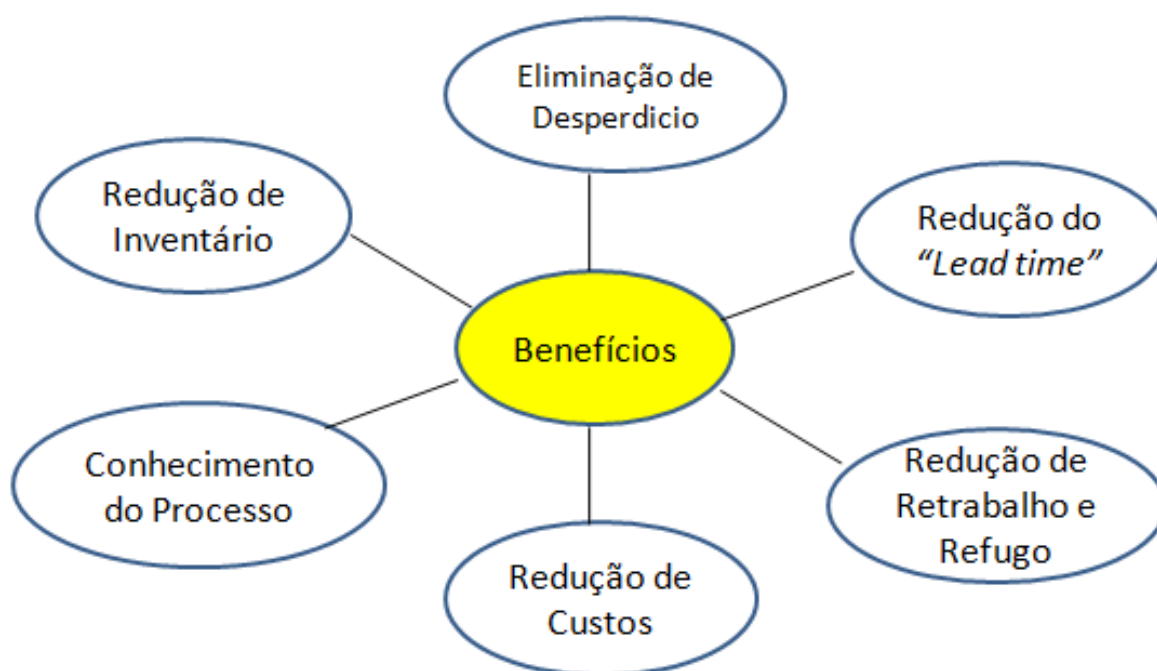 Eliminação de
Desperdicio
Redução de
Inventário
Redução do
“Lead time”
Benefícios
Conhecimento
do Processo
Redução de
Retrabalho e
Refugo
Redução de
Custos